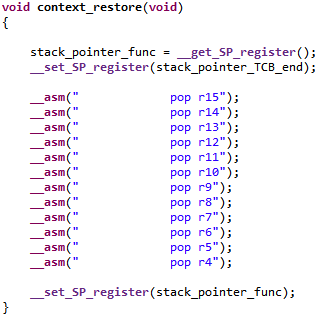 void context_restore(void)
{
stack_pointer_func = __get_SP_register();
__set_SP_register(stack_pointer_TCB_end);
__asm("            pop r15");
__asm("            pop r14");
__asm("            pop r13");
__asm("            pop r12");
__asm("            pop r11");
__asm("            pop r10");
__asm("            pop r9");
__asm("            pop r8");
__asm("            pop r7");
__asm("            pop r6");
__asm("            pop r5");
__asm("            pop r4");
__set_SP_register(stack_pointer_func);
}